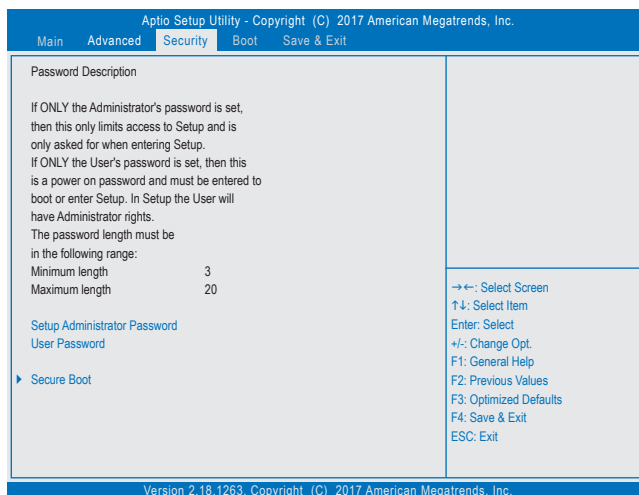 Aptio Setup Utility - Copyright (C) 2017 American Megatrends, Inc.
Main Advanced Security Boot Save & Exit
Password Description
If ONLY the Administrator's password is set,
then this only limits access to Setup and is
only asked for when entering Setup.
If ONLY the User's password is set, then this
is a power on password and must be entered to
boot or enter Setup. In Setup the User will
have Administrator rights.
The password length must be
in the following range:
Minimum length 3
Maximum length 20
Setup Administrator Password
User Password
Secure Boot
→←: Select Screen
↑↓: Select Item
Enter: Select
+/-: Change Opt.
F1: General Help
F2: Previous Values
F3: Optimized Defaults
F4: Save & Exit
ESC: Exit
Version 2.18.1263. Copyright (C) 2017 American Megatrends, Inc.